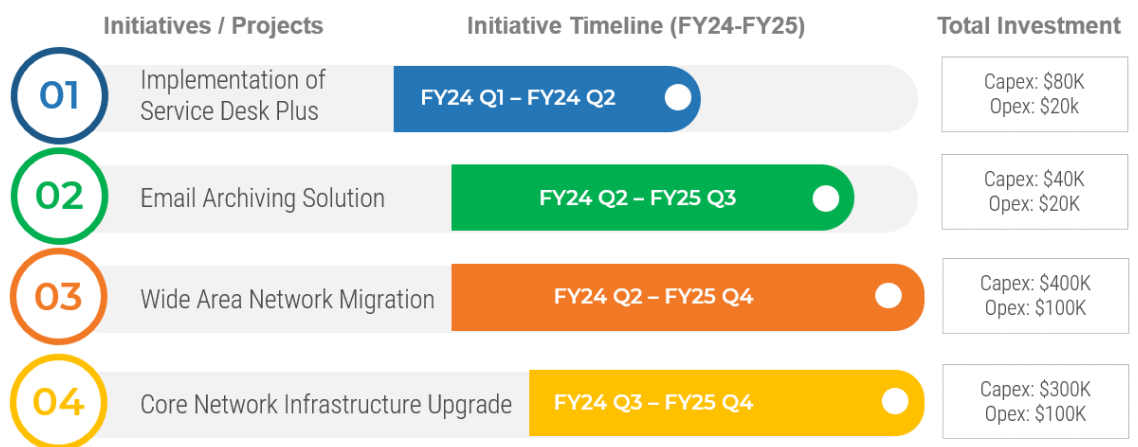 Initiatives / Projects
Initiative Timeline (FY24-FY25)
Total Investment
01
Implementation of
Service Desk Plus
FY24 Q1 – FY24 Q2
Capex: $80K
Opex: $20k
02
Email Archiving Solution
FY24 Q2 – FY25 Q3
Capex: $40K
Opex: $20K
03
Wide Area Network Migration
FY24 Q2 – FY25 Q4
Capex: $400K
Opex: $100K
04
Core Network Infrastructure Upgrade
FY24 Q3 – FY25 Q4
Capex: $300K
Opex: $100K